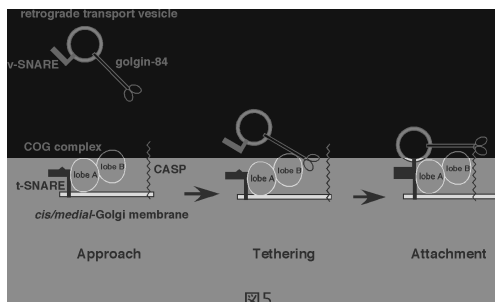 retrograde transport vesicle
v-SNARE
golgin-84
COG complex
lobe A
lobe B
CASP
t-SNARE
cis/medial-Golgi membrane
lobe A
lobe B
lobe A
lobe B
Approach
Tethering
Attachment
図5